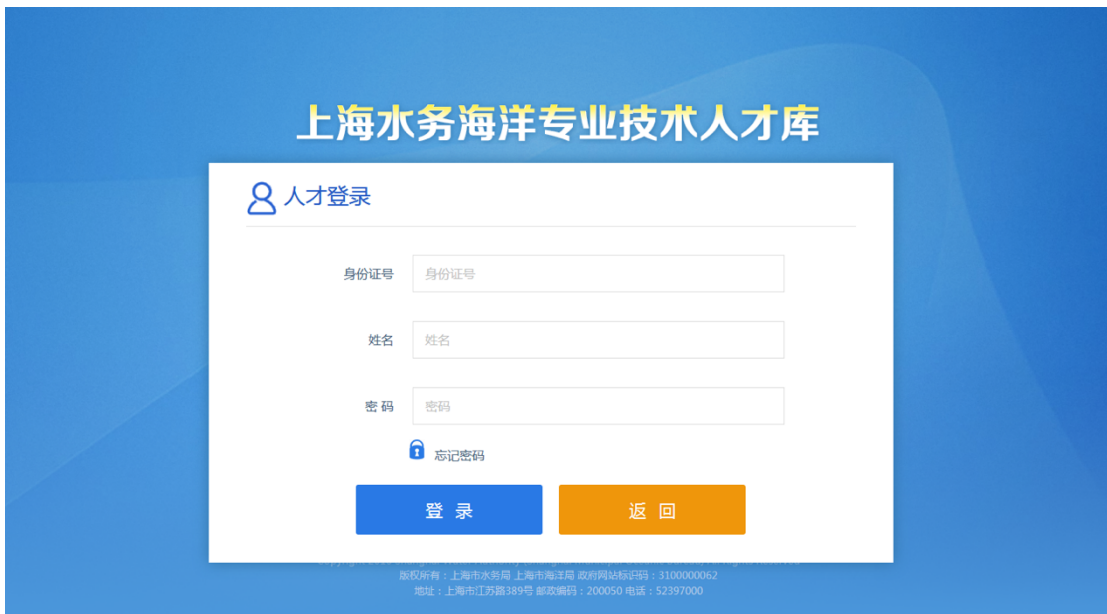 上海水务海洋专业技术人才库
人才登录
身份证号 身份证号
姓名 姓名
密 码 密码
忘记密码
登 录 返 回
版权所有：上海市水务局 上海市海洋局 政府网站标识码：3100000062
地址：上海市江苏路389号 邮政编码：200050 电话：52397000